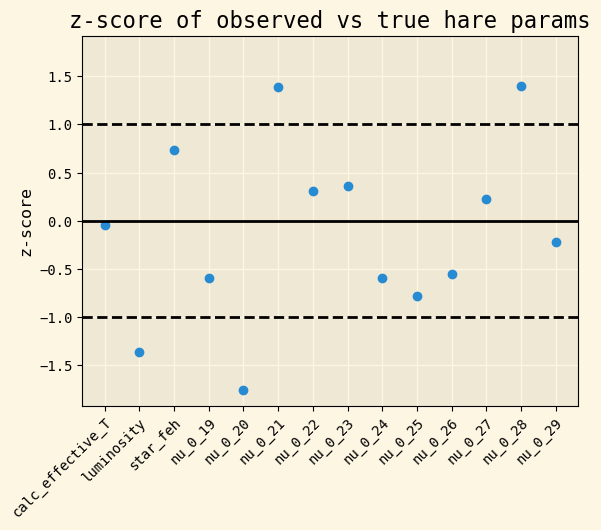 z-score of observed vs true hare params
z-score
1.5
1.0
0.5
0.0
−0.5
−1.0
−1.5
calc_effective_T
luminosity
star_feh
nu_0_19
nu_0_20
nu_0_21
nu_0_22
nu_0_23
nu_0_24
nu_0_25
nu_0_26
nu_0_27
nu_0_28
nu_0_29